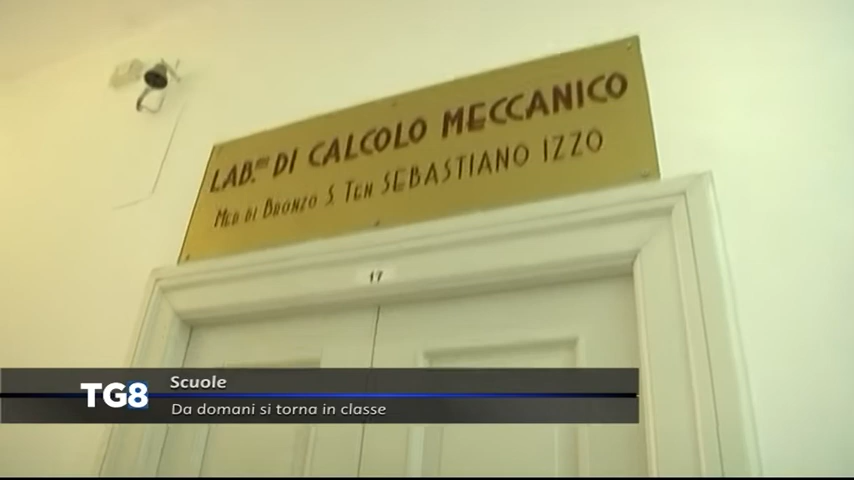 LAB.RIO DI CALCOLO MECCANICO
MED DI BRONZO S. TEN SEBASTIANO IZZO
17
TG8
Scuole
Da domani si torna in classe